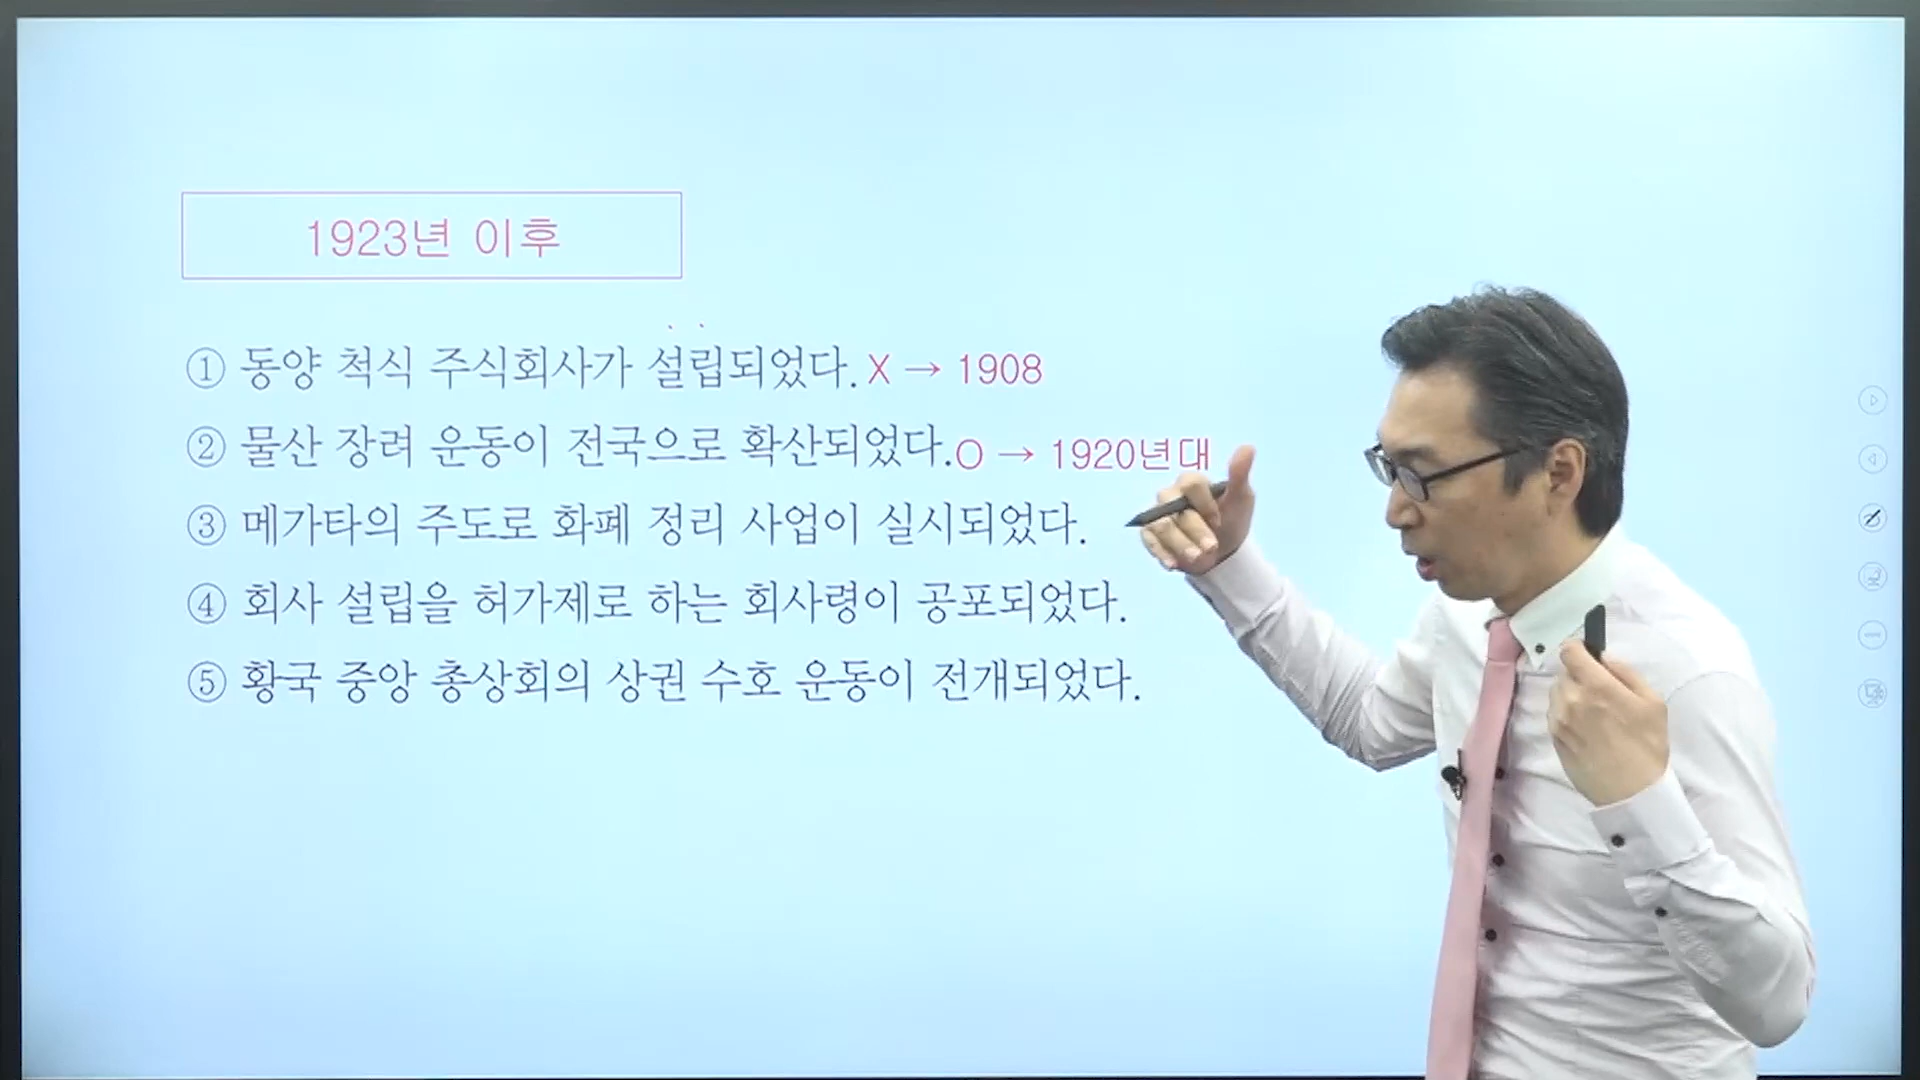 1923년 이후
① 동양 척식 주식회사가 설립되었다. X → 1908
② 물산 장려 운동이 전국으로 확산되었다. O → 1920년대
③ 메가타의 주도로 화폐 정리 사업이 실시되었다.
④ 회사 설립을 허가제로 하는 회사령이 공포되었다.
⑤ 황국 중앙 총상회의 상권 수호 운동이 전개되었다.